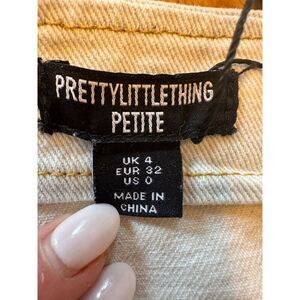 PRETTYLITTLETHING
PETITE
UK 4
EUR 32
US 0
MADE IN
CHINA